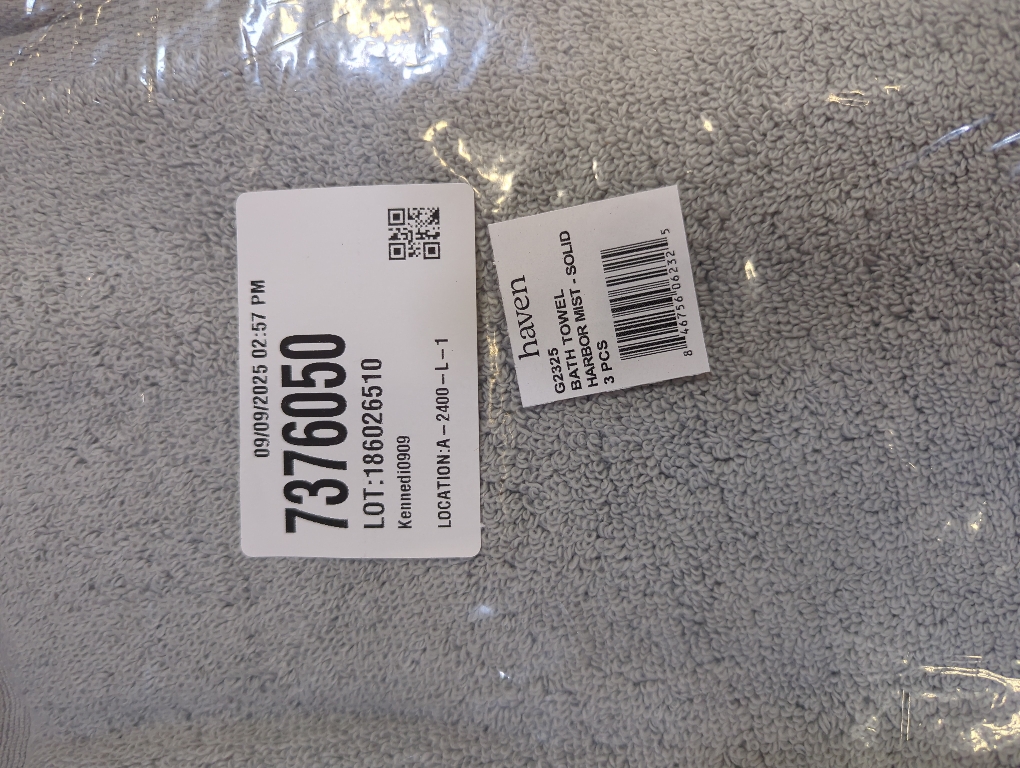 09/09/2025 02:57 PM
7376050
LOT:186026510
Kennedi0909
LOCATION:A-2400-L-1
haven
G2325
BATH TOWEL
HARBOR MIST - SOLID
3 PCS
8 46756 06232 5